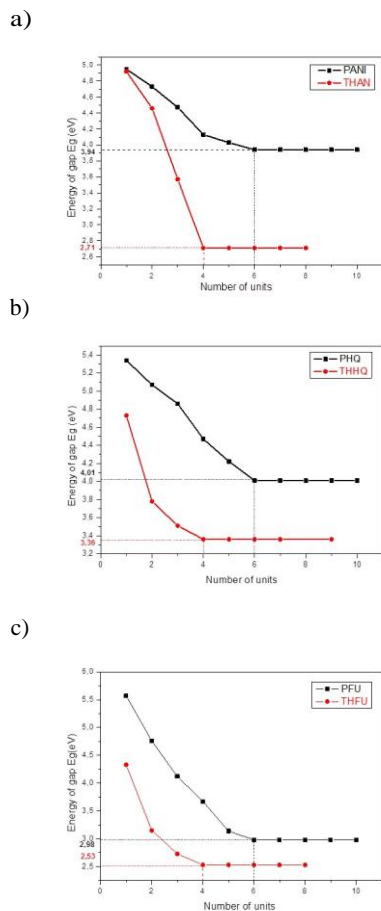 a)
PANI
THAN
Energy of gap Eg (eV)
5,0
4,8
4,6
4,4
4,2
4,0
3,94
3,8
3,6
3,4
3,2
3,0
2,8
2,71
2,6
0 2 4 6 8 10
Number of units
b)
PHQ
THHQ
Energy of gap Eg (eV)
5,4
5,2
5,0
4,8
4,6
4,4
4,2
4,01
4,0
3,8
3,6
3,4
3,36
3,2
0 2 4 6 8 10
Number of units
c)
PFU
THFU
Energy of gap Eg(eV)
6,0
5,5
5,0
4,5
4,0
3,5
3,0
2,98
2,53
2,5
0 2 4 6 8 10
Number of units